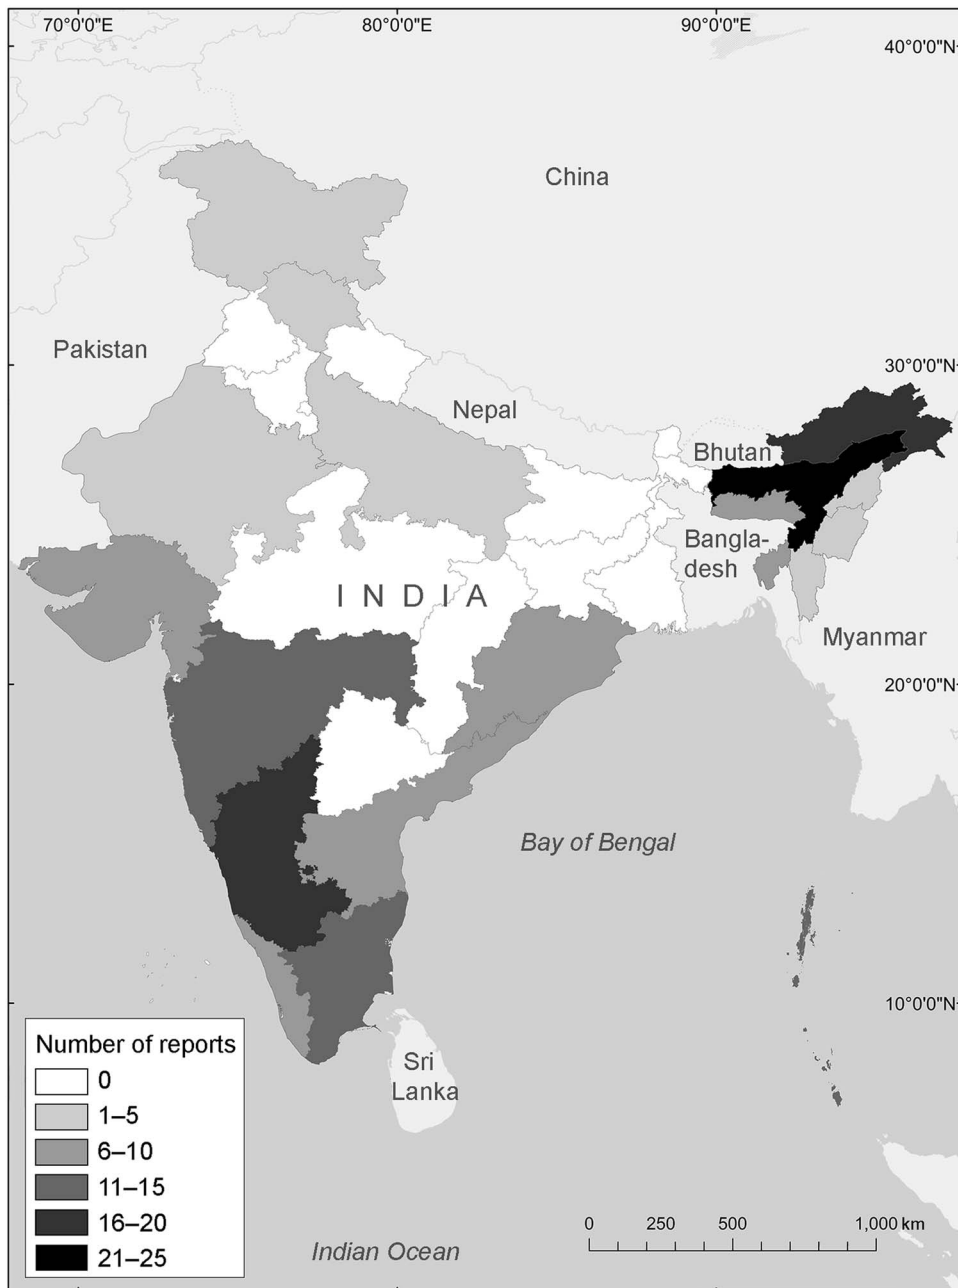 70°0'0"E
80°0'0"E
90°0'0"E
40°0'0"N
China
Pakistan
30°0'0"N
Nepal
Bhutan
Bangla-
desh
INDIA
Myanmar
20°0'0"N
Bay of Bengal
10°0'0"N
Number of reports
0
1–5
6–10
11–15
16–20
21–25
Sri
Lanka
0 250 500 1,000 km
Indian Ocean